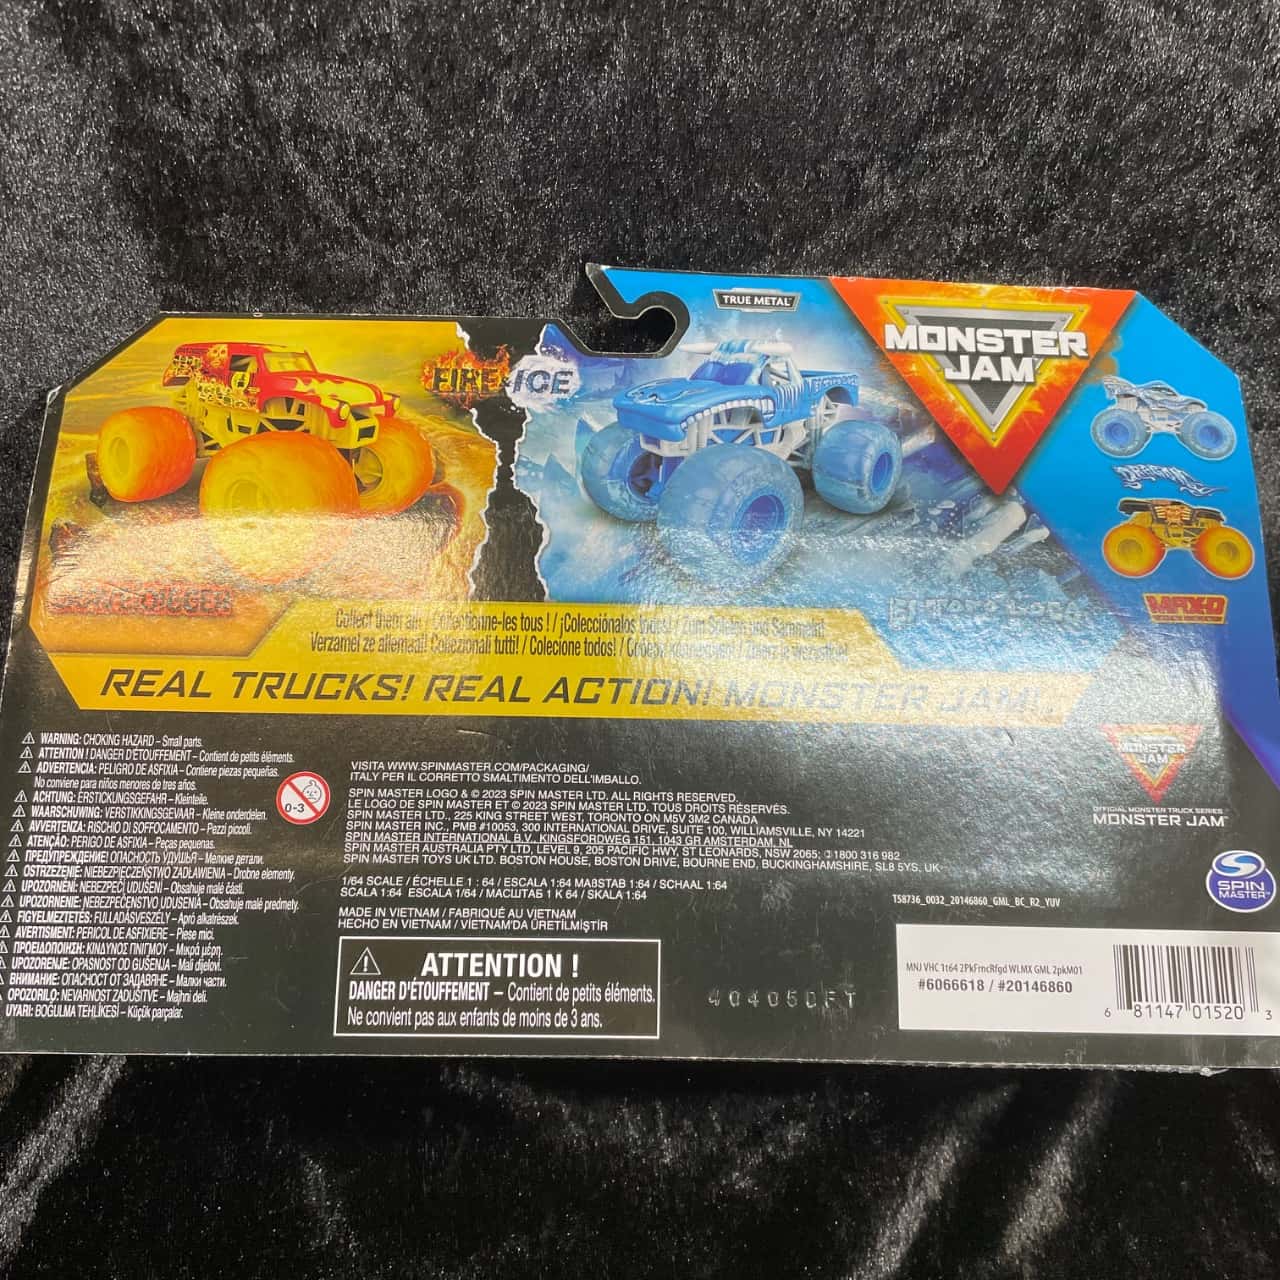 TRUE METAL
MONSTER
JAM
FIRE & ICE
DRAGON
MAX-D
Collect them all! / Collectionne-les tous ! / ¡Colecciónalos todos! / Zum Spielen und Sammeln!
Verzamel ze allemaal! Collezionali tutti! / Colecione todos! /
REAL TRUCKS! REAL ACTION! MONSTER JAM!
WARNING: CHOKING HAZARD – Small parts.
ATTENTION ! DANGER D'ÉTOUFFEMENT – Contient de petits éléments.
ADVERTENCIA: PELIGRO DE ASFIXIA – Contiene piezas pequeñas.
No conviene para niños menores de tres años.
ACHTUNG: ERSTICKUNGSGEFAHR – Kleinteile.
WAARSCHUWING: VERSTIKKINGSGEVAAR – Kleine onderdelen.
AVVERTENZA: RISCHIO DI SOFFOCAMENTO – Pezzi piccoli.
ATENÇÃO: PERIGO DE ASFIXIA – Peças pequenas.
ПРЕДУПРЕЖДЕНИЕ! ОПАСНОСТЬ УДУШЬЯ – Мелкие детали.
OSTRZEŻENIE: NIEBEZPIECZEŃSTWO ZADŁAWIENIA – Drobne elementy.
UPOZORNĚNÍ: NEBEZPEČÍ UDUŠENÍ – Obsahuje malé části.
UPOZORNENIE: NEBEZPEČENSTVO UDUSENIA – Obsahuje malé predmety.
FIGYELMEZTETÉS: FULLADÁSVESZÉLY – Apró alkatrészek.
AVERTISMENT: PERICOL DE ASFIXIERE – Piese mici.
ΠΡΟΕΙΔΟΠΟΙΗΣΗ: ΚΙΝΔΥΝΟΣ ΠΝΙΓΜΟΥ – Μικρά μέρη.
UPOZORENJE: OPASNOST OD GUŠENJA – Mali dijelovi.
ВНИМАНИЕ: ОПАСНОСТ ОТ ЗАДАВЯНЕ – Малки части.
OPOZORILO: NEVARNOST ZADUŠITVE – Majhni deli.
UYARI: BOĞULMA TEHLİKESİ – Küçük parçalar.
0-3
VISITA WWW.SPINMASTER.COM/PACKAGING/
ITALY PER IL CORRETTO SMALTIMENTO DELL'IMBALLO.
SPIN MASTER LOGO & © 2023 SPIN MASTER LTD. ALL RIGHTS RESERVED.
LE LOGO DE SPIN MASTER ET © 2023 SPIN MASTER LTD. TOUS DROITS RÉSERVÉS.
SPIN MASTER LTD., 225 KING STREET WEST, TORONTO ON M5V 3M2 CANADA
SPIN MASTER INC., PMB #10053, 300 INTERNATIONAL DRIVE, SUITE 100, WILLIAMSVILLE, NY 14221
SPIN MASTER INTERNATIONAL B.V., KINGSFORDWEG 151, 1043 GR AMSTERDAM, NL
SPIN MASTER AUSTRALIA PTY LTD, LEVEL 9, 205 PACIFIC HWY, ST LEONARDS, NSW 2065; 1800 316 982
SPIN MASTER TOYS UK LTD. BOSTON HOUSE, BOSTON DRIVE, BOURNE END, BUCKINGHAMSHIRE, SL8 5YS, UK
1/64 SCALE / ÉCHELLE 1 : 64 / ESCALA 1:64 MAßSTAB 1:64 / SCHAAL 1:64
SCALA 1:64 ESCALA 1/64 / МАСШТАБ 1 К 64 / SKALA 1:64
MADE IN VIETNAM / FABRIQUÉ AU VIETNAM
HECHO EN VIETNAM / VIETNAM'DA ÜRETİLMİŞTİR
ATTENTION !
DANGER D'ÉTOUFFEMENT – Contient de petits éléments.
Ne convient pas aux enfants de moins de 3 ans.
40405DFT
MONSTER
JAM
OFFICIAL MONSTER TRUCK SERIES
MONSTER JAM
SPIN
MASTER
T58736_0032_20146860_GML_BC_R2_YUV
MNJ VHC 1t64 2PkFrncRfgd WLMX GML 2pkM01
#6066618 / #20146860
6 81147 01520 3